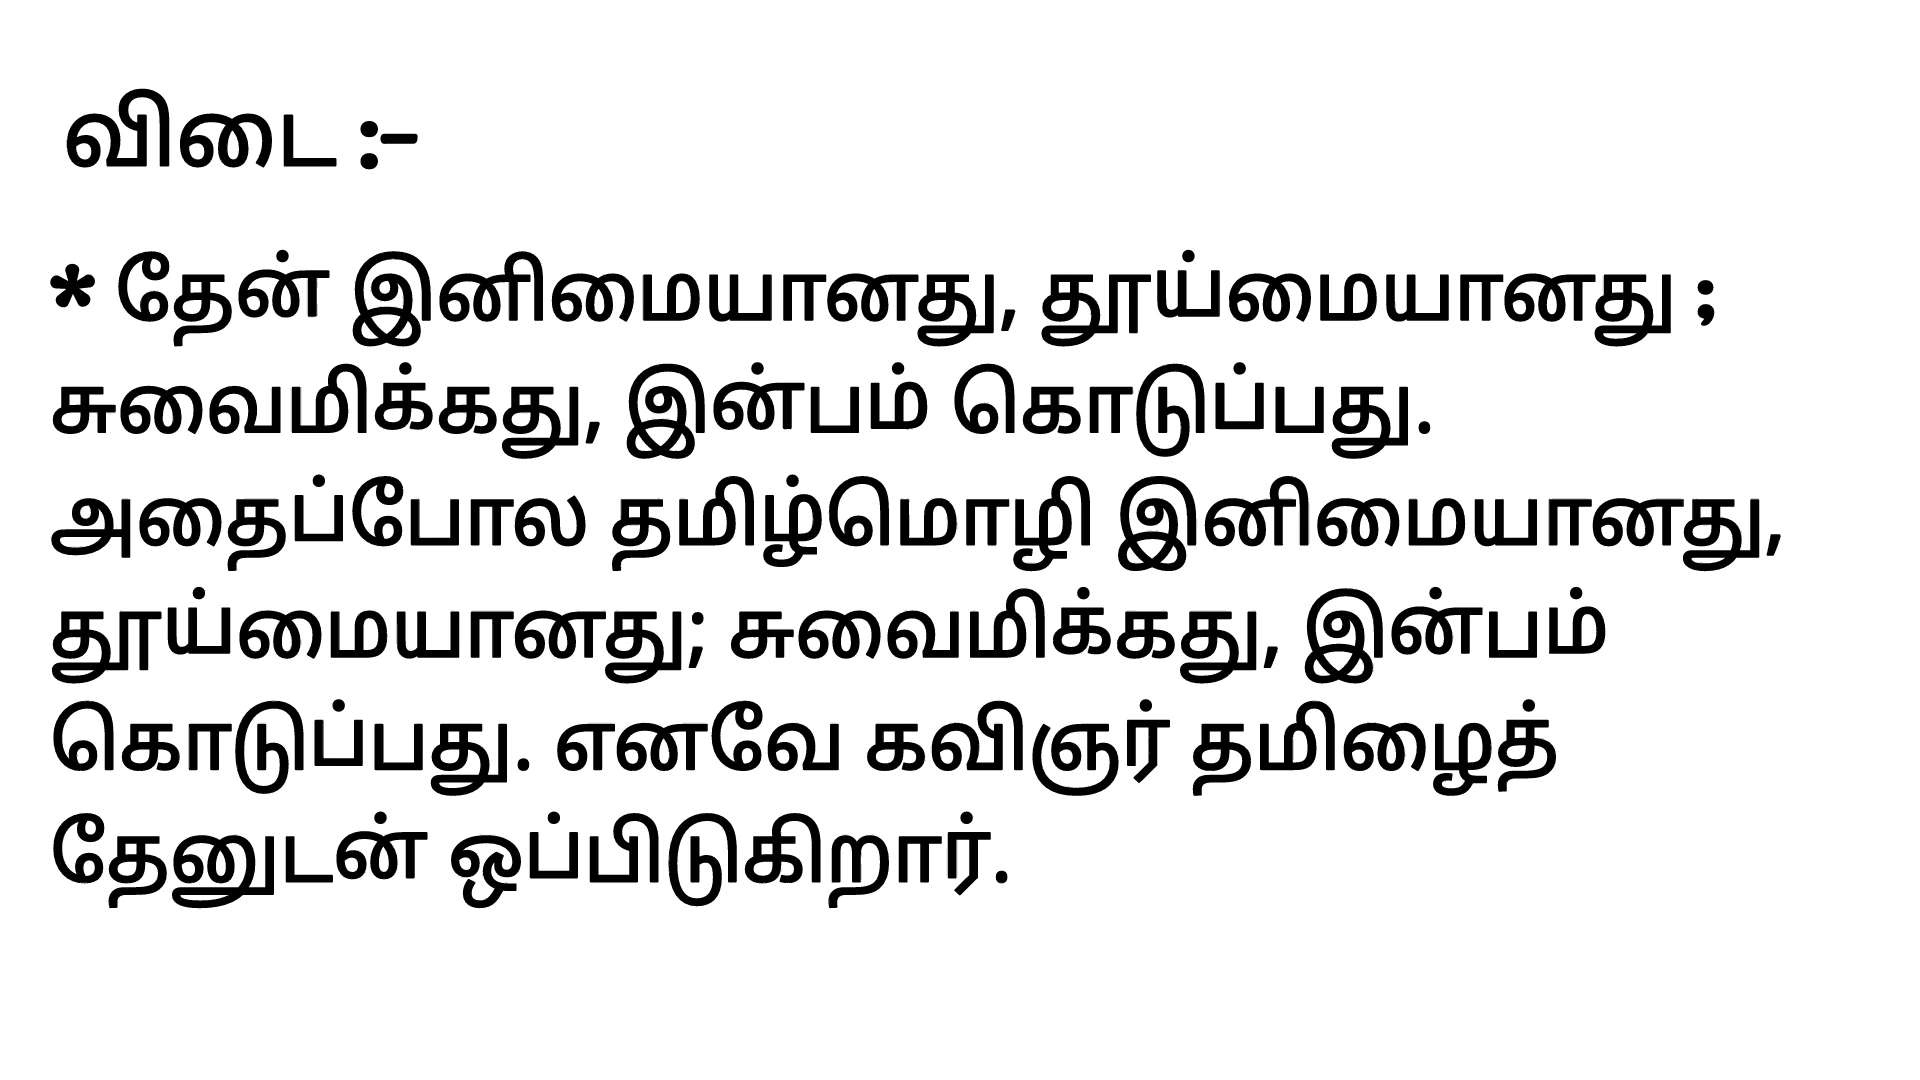 விடை :-
* தேன் இனிமையானது, தூய்மையானது ;
சுவைமிக்கது, இன்பம் கொடுப்பது.
அதைப்போல தமிழ்மொழி இனிமையானது,
தூய்மையானது; சுவைமிக்கது, இன்பம்
கொடுப்பது. எனவே கவிஞர் தமிழைத்
தேனுடன் ஒப்பிடுகிறார்.